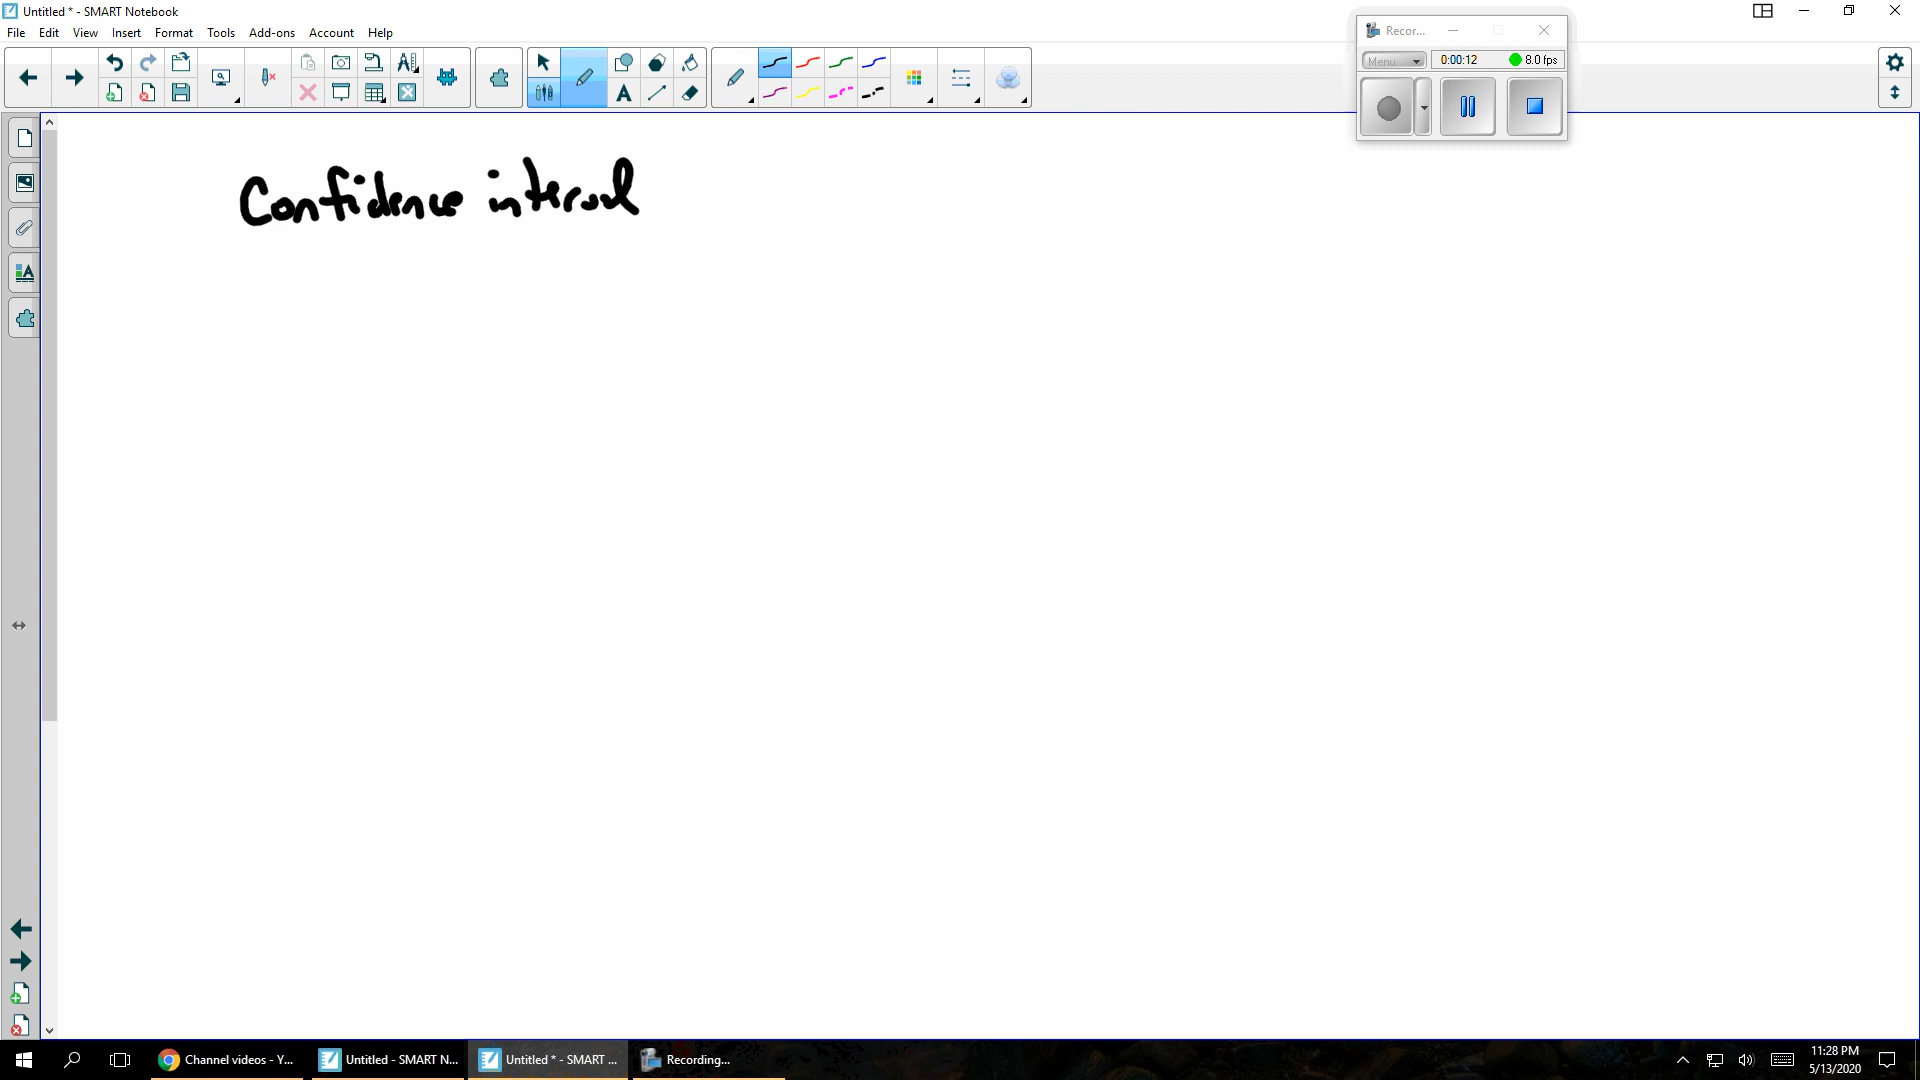 Untitled * - SMART Notebook
File Edit View Insert Format Tools Add-ons Account Help
Recor...
Menu 0:00:12 8.0 fps
Confidence interval
Channel videos - Y... Untitled - SMART N... Untitled * - SMART ... Recording...
11:28 PM
5/13/2020